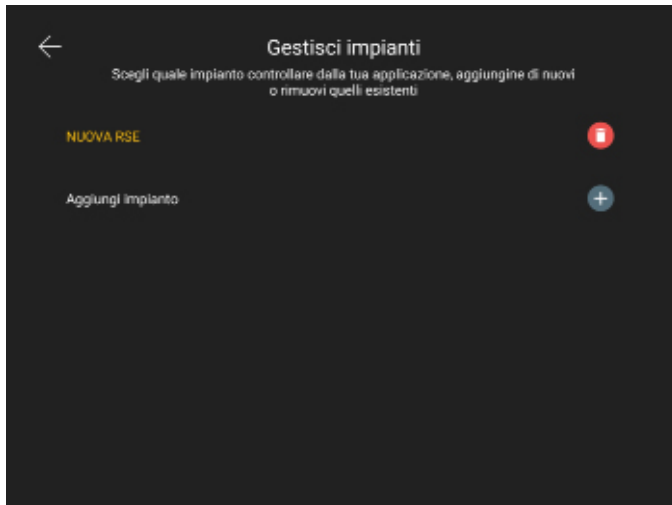 Gestisci impianti
Scegli quale impianto controllare dalla tua applicazione, aggiungine di nuovi
o rimuovi quelli esistenti
NUOVA RSE
Aggiungi impianto